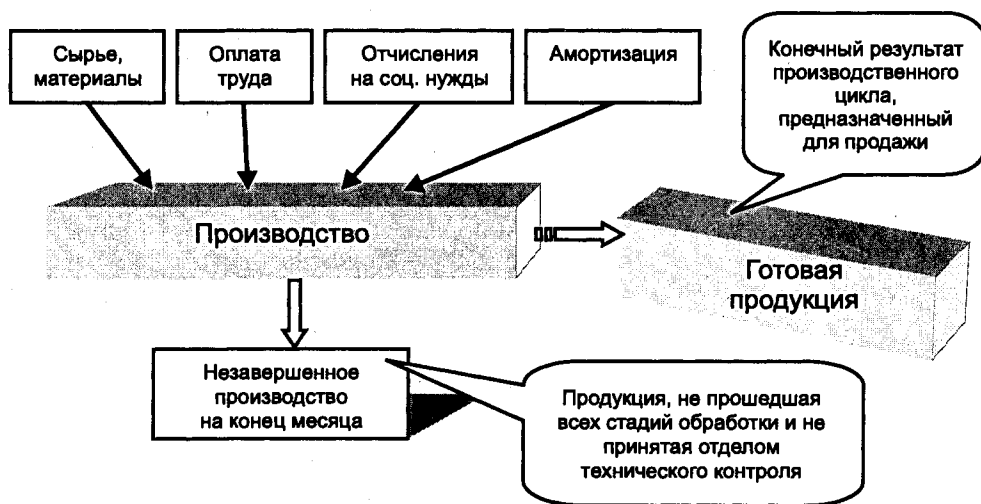 Сырье,
материалы
Оплата
труда
Отчисления
на соц. нужды
Амортизация
Конечный результат
производственного
цикла,
предназначенный
для продажи
Производство
Готовая
продукция
Незавершенное
производство
на конец месяца
Продукция, не прошедшая
всех стадий обработки и не
принятая отделом
технического контроля